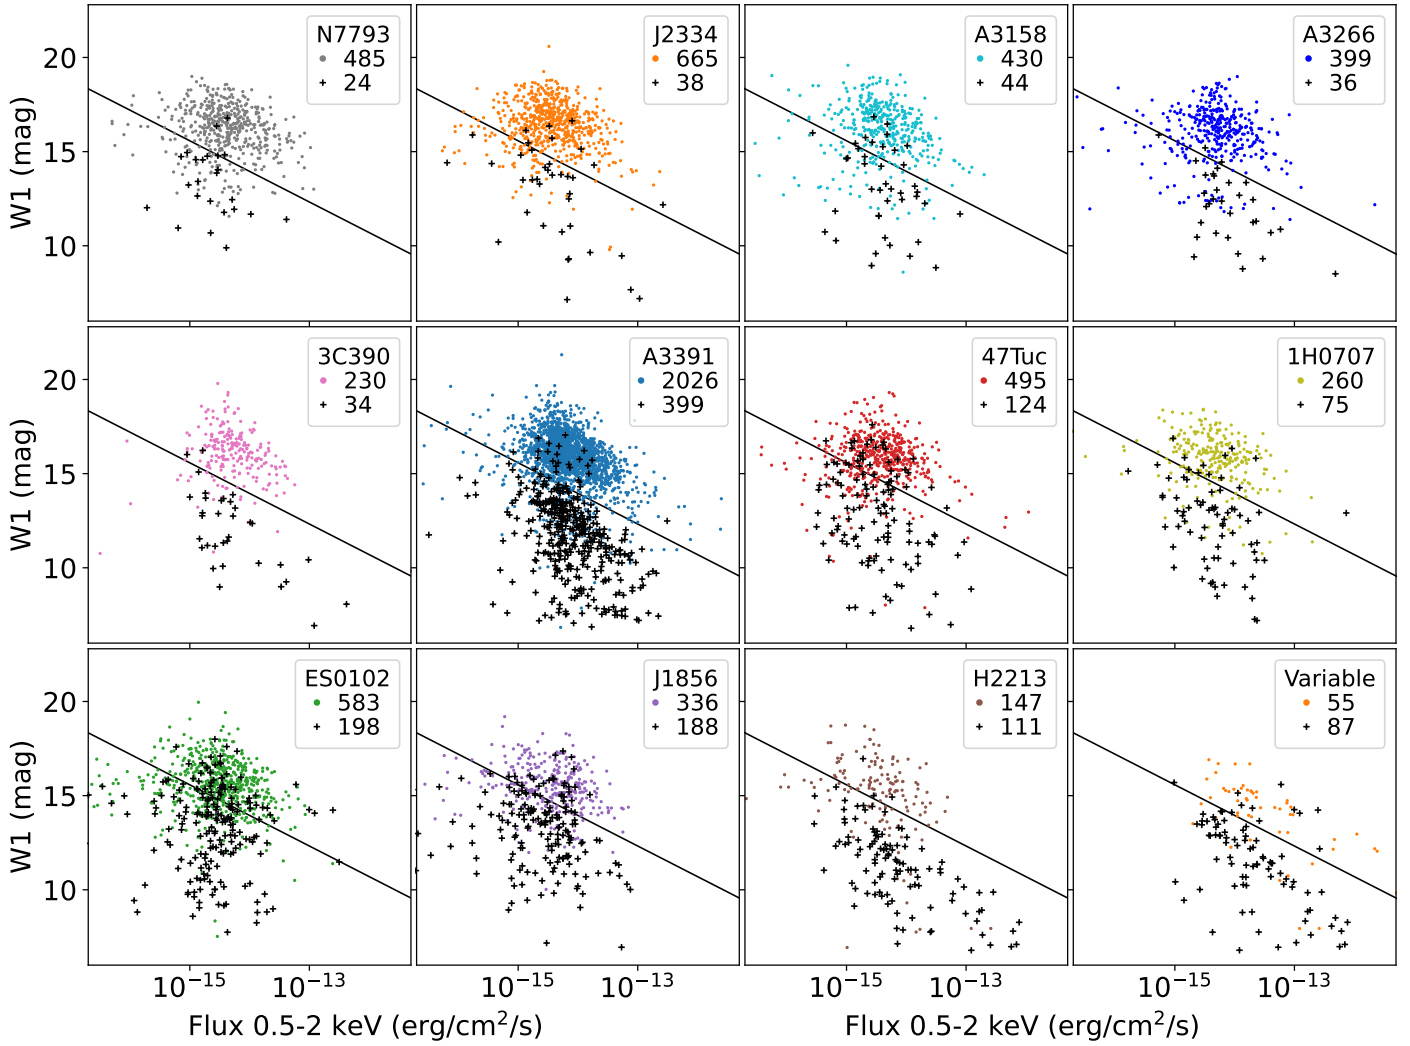 N7793
485
24
J2334
665
38
A3158
430
44
A3266
399
36
20
15
10
W1 (mag)
3C390
230
34
A3391
2026
399
47Tuc
495
124
1H0707
260
75
20
15
10
W1 (mag)
ES0102
583
198
J1856
336
188
H2213
147
111
Variable
55
87
20
15
10
W1 (mag)
10⁻¹⁵ 10⁻¹³ 10⁻¹⁵ 10⁻¹³ 10⁻¹⁵ 10⁻¹³ 10⁻¹⁵ 10⁻¹³
Flux 0.5-2 keV (erg/cm²/s) Flux 0.5-2 keV (erg/cm²/s)